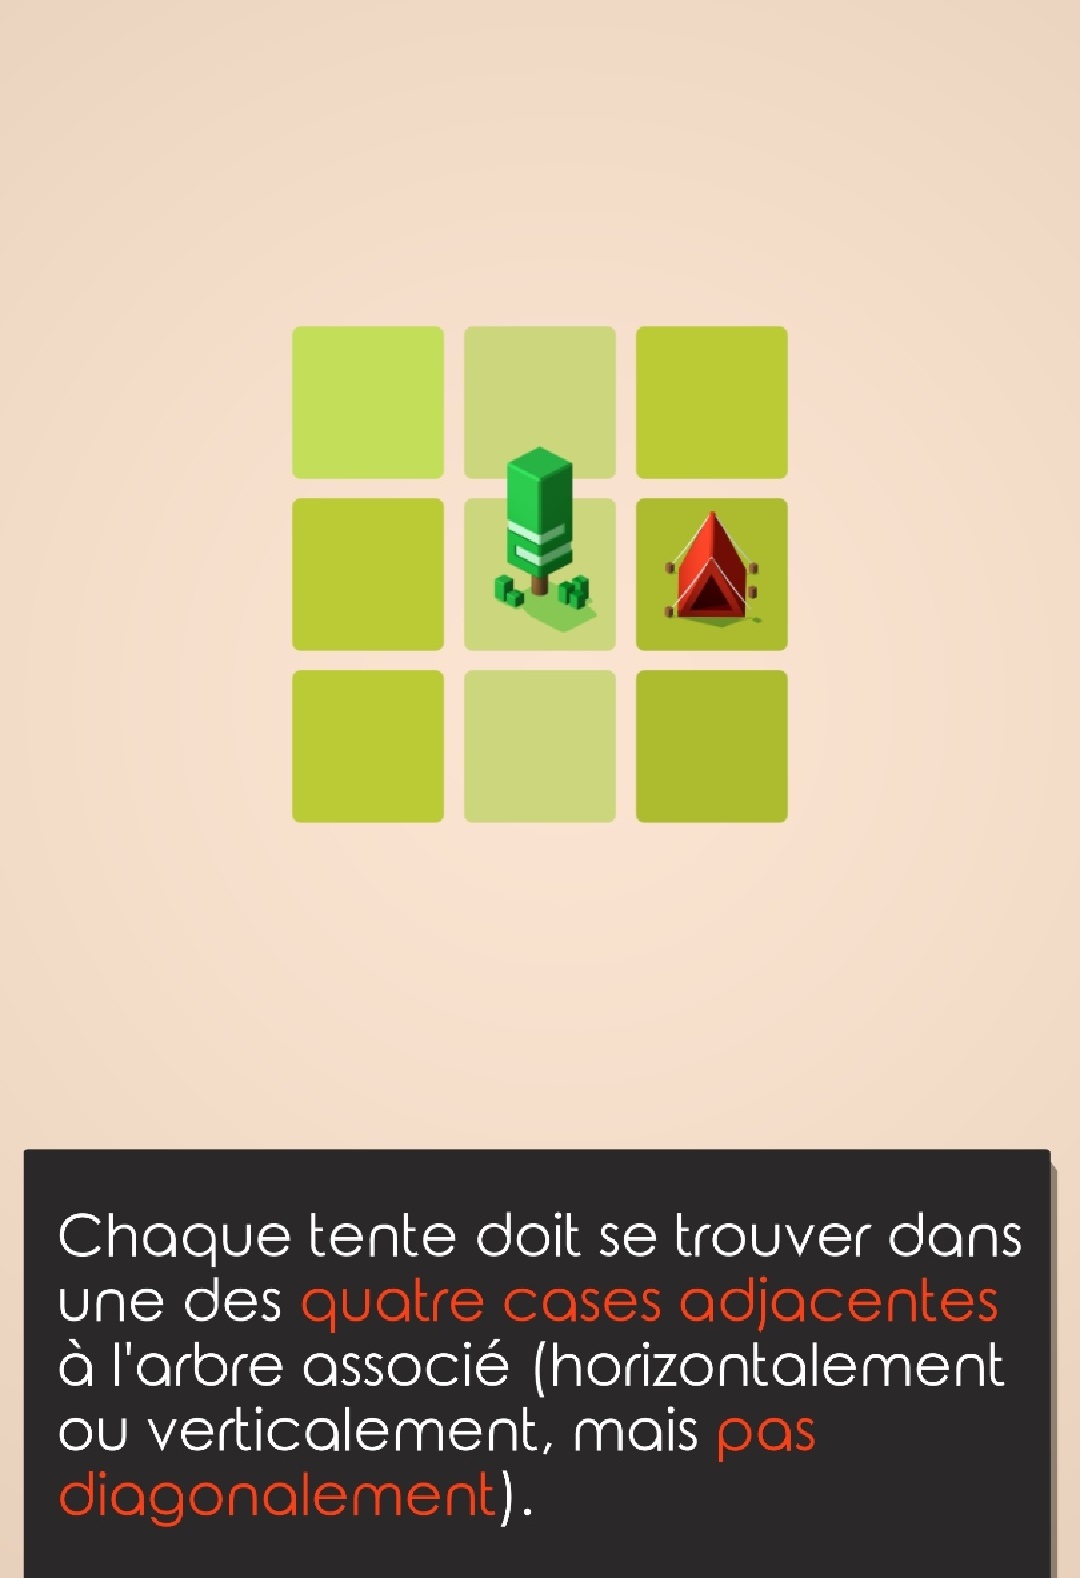 Chaque tente doit se trouver dans
une des quatre cases adjacentes
à l'arbre associé (horizontalement
ou verticalement, mais pas
diagonalement).